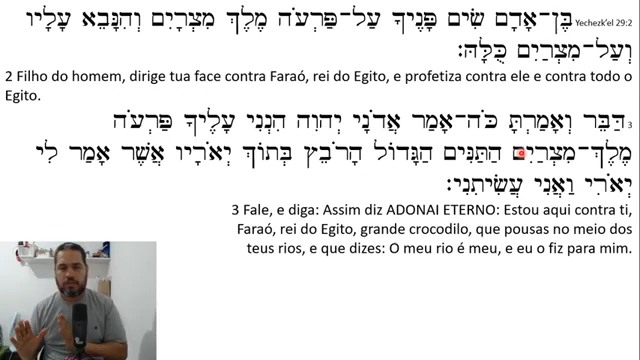 בֶּן־אָדָם שִׂים פָּנֶיךָ עַל־פַּרְעֹה מֶלֶךְ מִצְרָיִם וְהִנָּבֵא עָלָיו Yechezk'el 29:2
וְעַל־מִצְרַיִם כֻּלָּהּ׃
2 Filho do homem, dirige tua face contra Faraó, rei do Egito, e profetiza contra ele e contra todo o
Egito.
3 דַּבֵּר וְאָמַרְתָּ כֹּה־אָמַר אֲדֹנָי יְהוִה הִנְנִי עָלֶיךָ פַּרְעֹה
מֶלֶךְ־מִצְרַיִם הַתַּנִּים הַגָּדוֹל הָרֹבֵץ בְּתוֹךְ יְאֹרָיו אֲשֶׁר אָמַר לִי
יְאֹרִי וַאֲנִי עֲשִׂיתִנִי׃
3 Fale, e diga: Assim diz ADONAI ETERNO: Estou aqui contra ti,
Faraó, rei do Egito, grande crocodilo, que pousas no meio dos
teus rios, e que dizes: O meu rio é meu, e eu o fiz para mim.